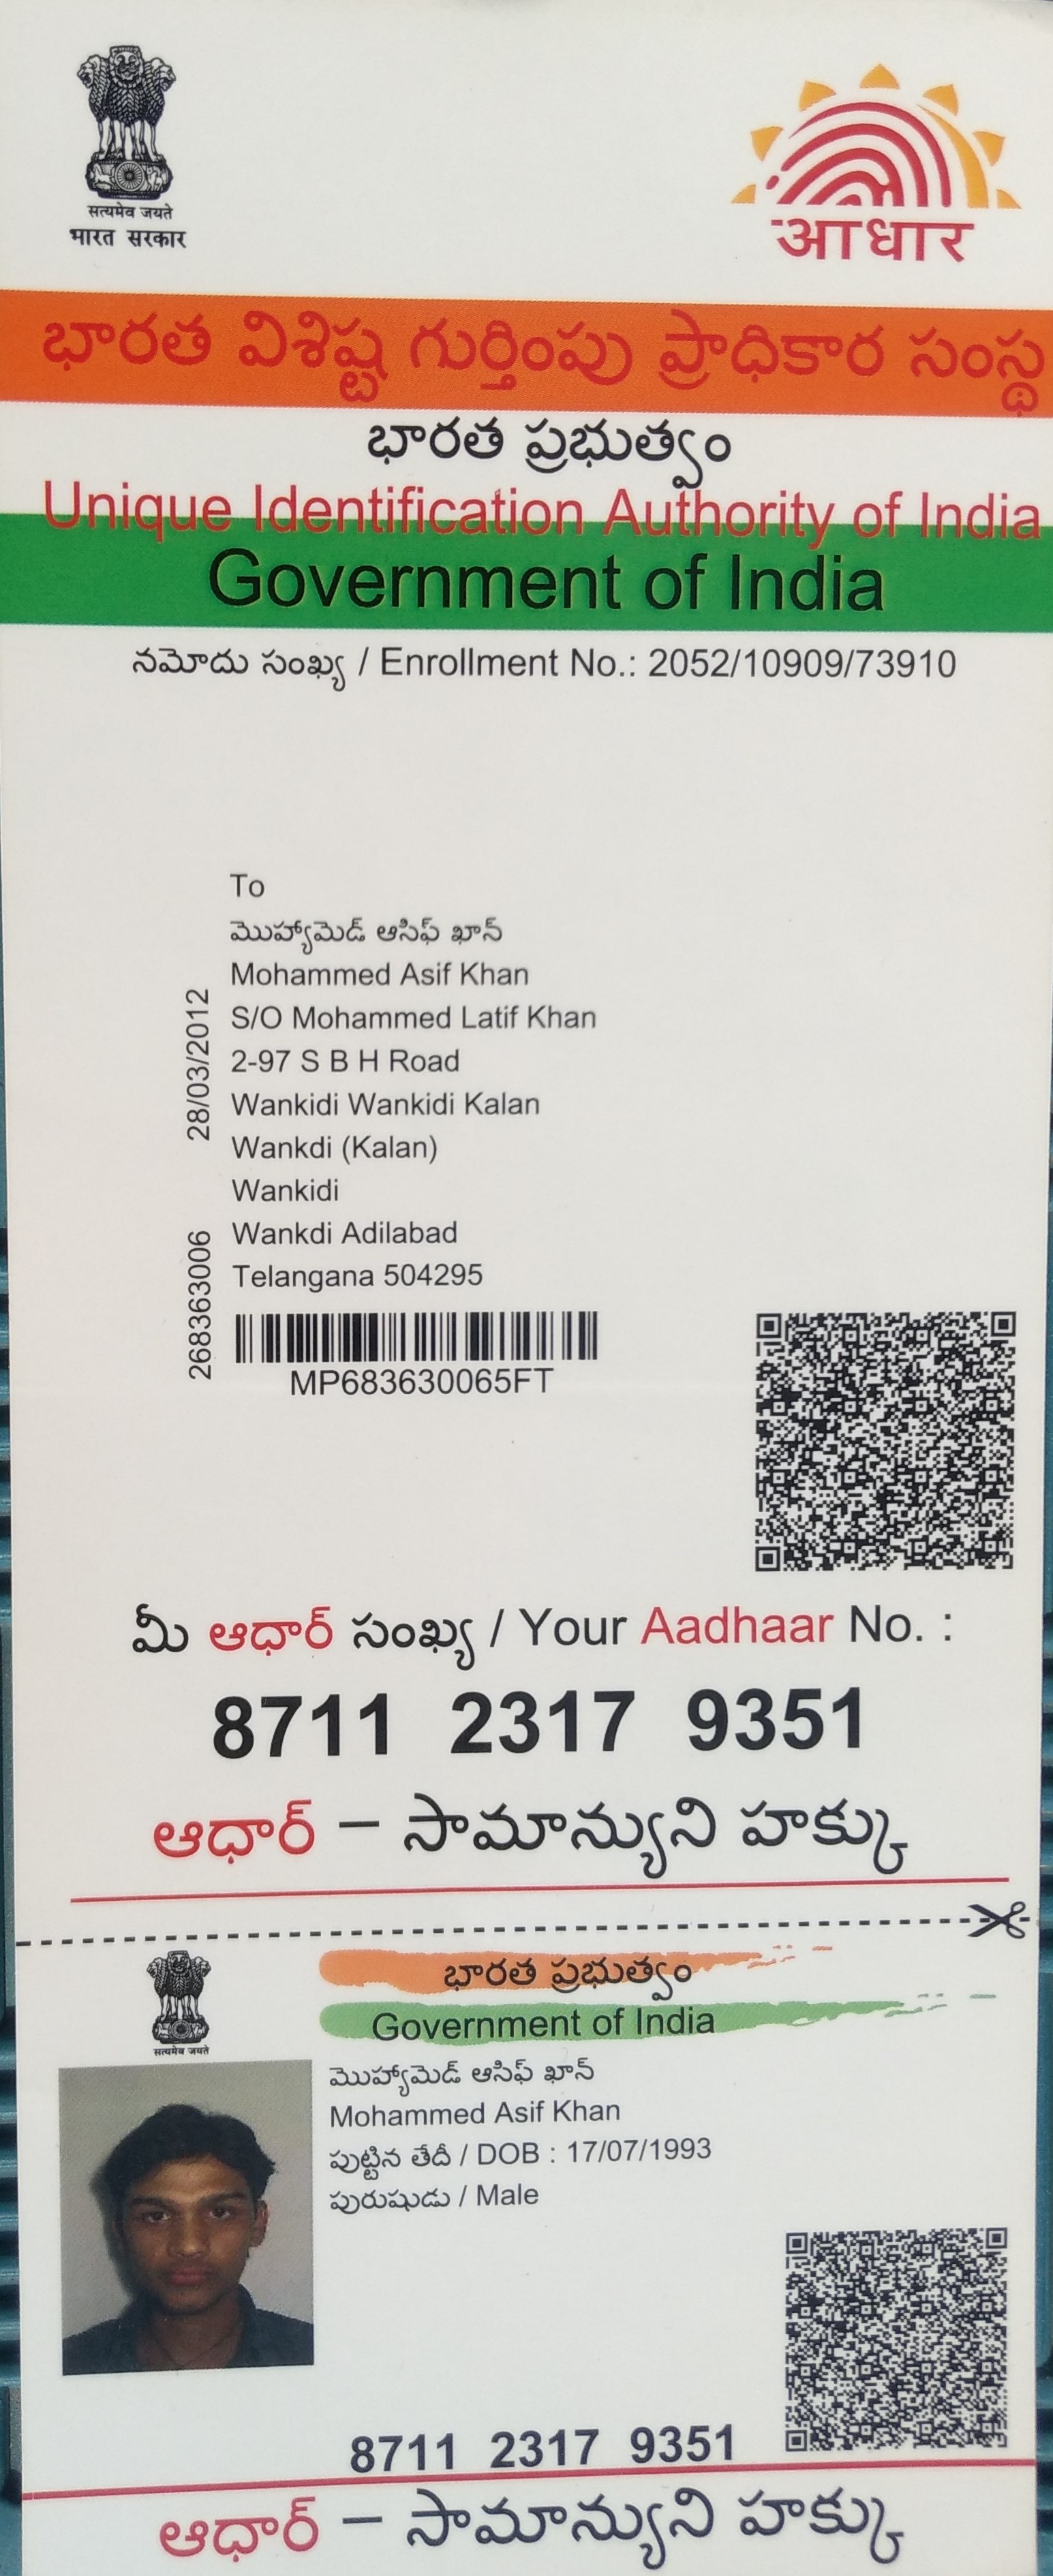 सत्यमेव जयते
भारत सरकार
आधार
భారత విశిష్ట గుర్తింపు ప్రాధికార సంస్థ
భారత ప్రభుత్వం
Unique Identification Authority of India
Government of India
నమోదు సంఖ్య / Enrollment No.: 2052/10909/73910
To
మొహ్యామెడ్ ఆసిఫ్ ఖాన్
Mohammed Asif Khan
S/O Mohammed Latif Khan
2-97 S B H Road
Wankidi Wankidi Kalan
Wankdi (Kalan)
Wankidi
Wankdi Adilabad
Telangana 504295
28/03/2012
268363006
MP683630065FT
మీ ఆధార్ సంఖ్య / Your Aadhaar No. :
8711 2317 9351
ఆధార్ – సామాన్యుని హక్కు
భారత ప్రభుత్వం
Government of India
सत्यमेव जयते
మొహ్యామెడ్ ఆసిఫ్ ఖాన్
Mohammed Asif Khan
పుట్టిన తేదీ / DOB : 17/07/1993
పురుషుడు / Male
8711 2317 9351
ఆధార్ – సామాన్యుని హక్కు